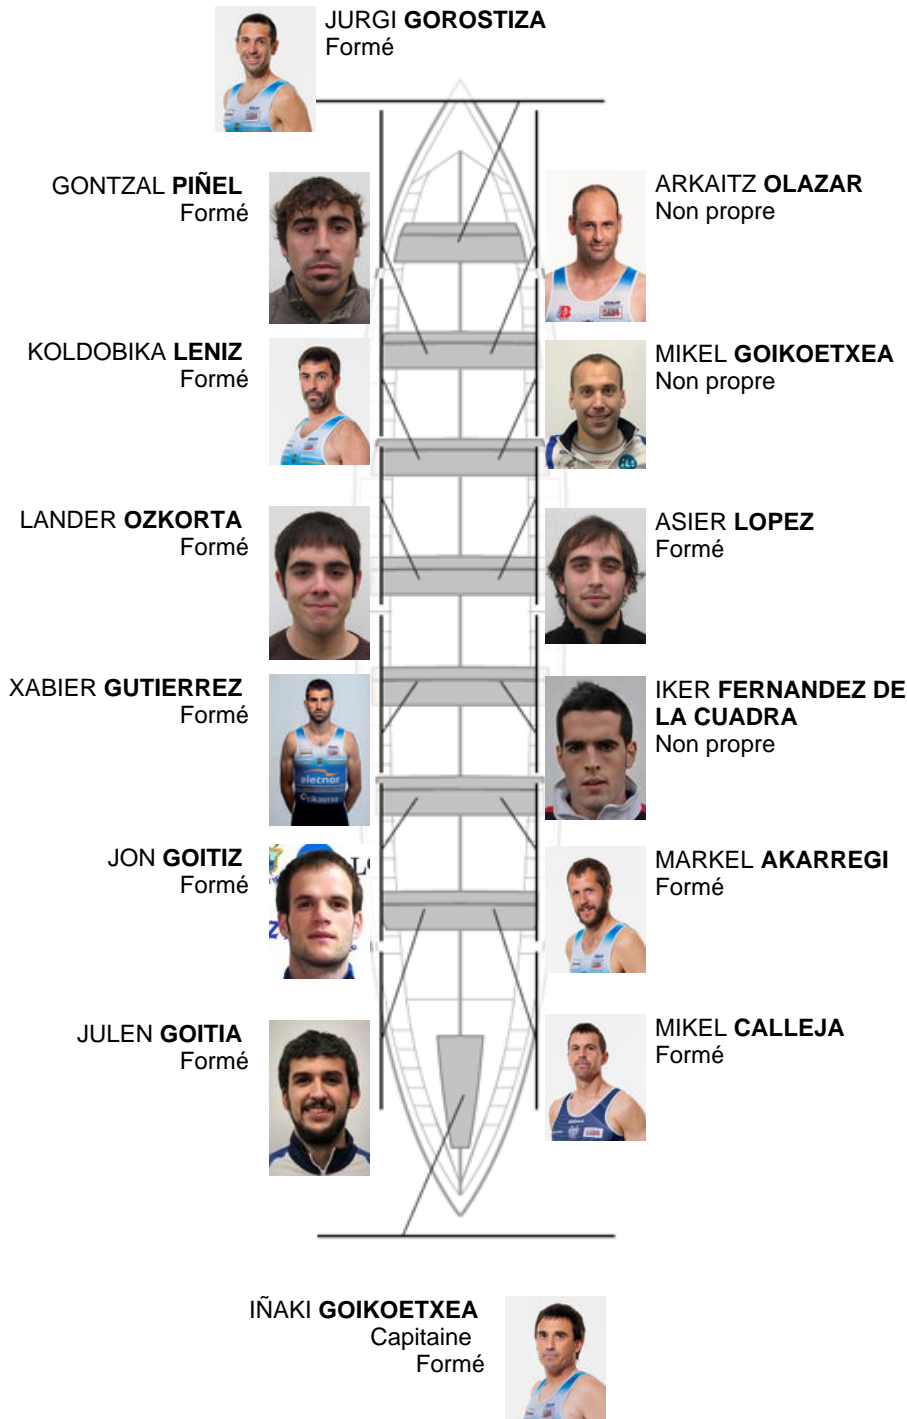 JURGI GOROSTIZA
Formé
GONTZAL PIÑEL
Formé
ARKAITZ OLAZAR
Non propre
KOLDOBIKA LENIZ
Formé
MIKEL GOIKOETXEA
Non propre
LANDER OZKORTA
Formé
ASIER LOPEZ
Formé
XABIER GUTIERREZ
Formé
elecnor
IKER FERNANDEZ DE
LA CUADRA
Non propre
JON GOITIZ
Formé
MARKEL AKARREGI
Formé
JULEN GOITIA
Formé
MIKEL CALLEJA
Formé
IÑAKI GOIKOETXEA
Capitaine
Formé